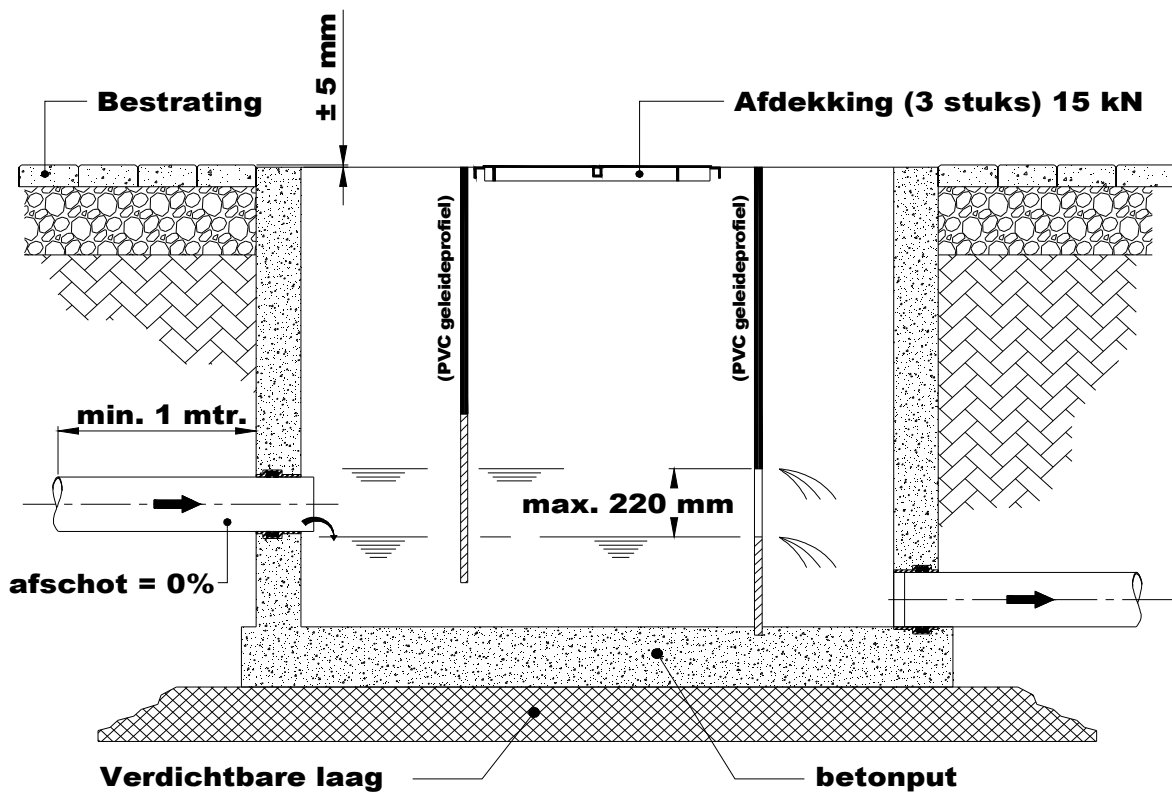 ± 5 mm
Bestrating
Afdekking (3 stuks) 15 kN
(PVC geleideprofiel)
(PVC geleideprofiel)
min. 1 mtr.
max. 220 mm
afschot = 0%
Verdichtbare laag
betonput